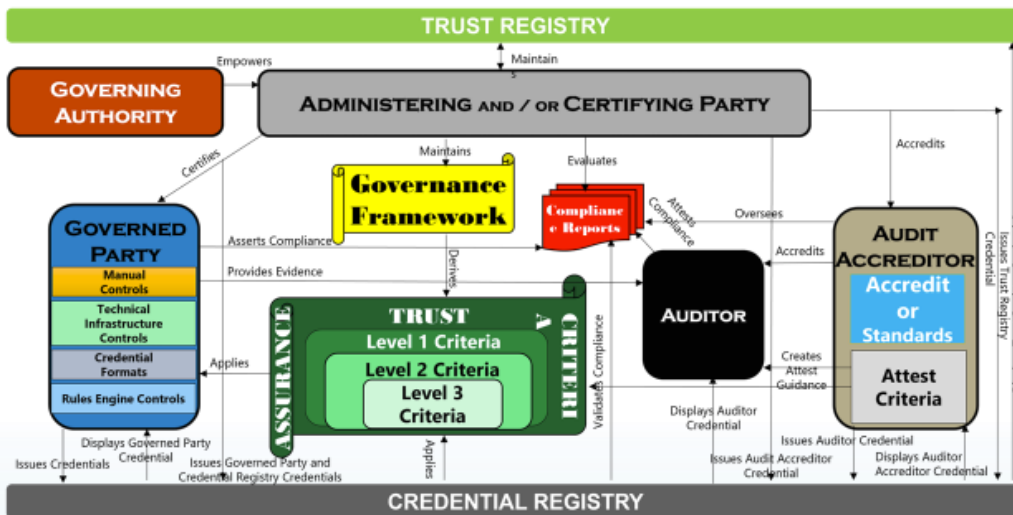 TRUST REGISTRY
Empowers
Maintain
s
GOVERNING
AUTHORITY
ADMINISTERING AND / OR CERTIFYING PARTY
Certifies
Maintains
Evaluates
Accredits
Governance
Framework
Complianc
e Reports
Attests
Compliance
Oversees
Issues Trust Registry
Credential
GOVERNED
PARTY
Manual
Controls
Technical
Infrastructure
Controls
Credential
Formats
Rules Engine Controls
Asserts Compliance
Provides Evidence
Derives
AUDITOR
Accredits
AUDIT
ACCREDITOR
Accredit
or
Standards
Attest
Criteria
ASSURANCE
TRUST
CRITERI
A
Level 1 Criteria
Level 2 Criteria
Level 3
Criteria
Applies
Validates Compliance
Creates
Attest
Guidance
Displays Auditor
Credential
Issues Credentials
Displays Governed Party
Credential
Issues Governed Party and
Credential Registry Credentials
Applies
Issues Audit Accreditor
Credential
Issues Auditor Credential
Displays Auditor
Accreditor Credential
CREDENTIAL REGISTRY